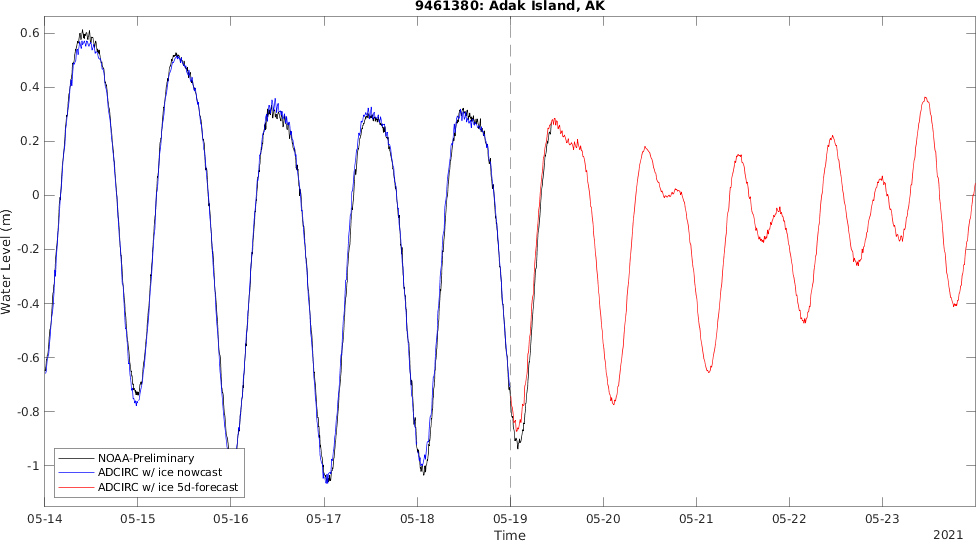 9461380: Adak Island, AK
0.6
0.4
0.2
0
-0.2
-0.4
-0.6
-0.8
-1
Water Level (m)
NOAA-Preliminary
ADCIRC w/ ice nowcast
ADCIRC w/ ice 5d-forecast
05-14 05-15 05-16 05-17 05-18 05-19 05-20 05-21 05-22 05-23
Time
2021